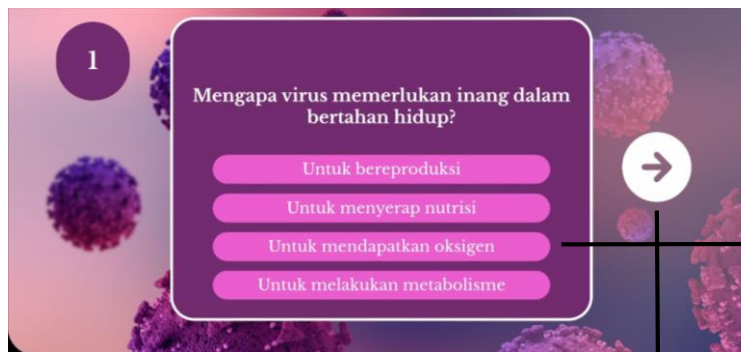 1
Mengapa virus memerlukan inang dalam
bertahan hidup?
Untuk bereproduksi
Untuk menyerap nutrisi
Untuk mendapatkan oksigen
Untuk melakukan metabolisme